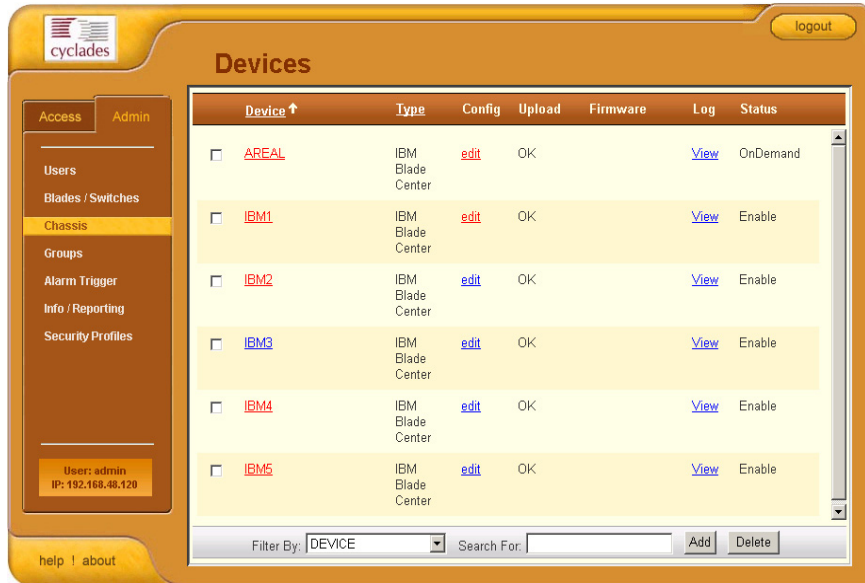 cyclades
logout
Devices
Access Admin
Users
Blades / Switches
Chassis
Groups
Alarm Trigger
Info / Reporting
Security Profiles
User: admin
IP: 192.168.48.120
help ! about
Device Type Config Upload Firmware Log Status
AREAL IBM Blade Center edit OK View OnDemand
IBM1 IBM Blade Center edit OK View Enable
IBM2 IBM Blade Center edit OK View Enable
IBM3 IBM Blade Center edit OK View Enable
IBM4 IBM Blade Center edit OK View Enable
IBM5 IBM Blade Center edit OK View Enable
Filter By: DEVICE Search For: Add Delete